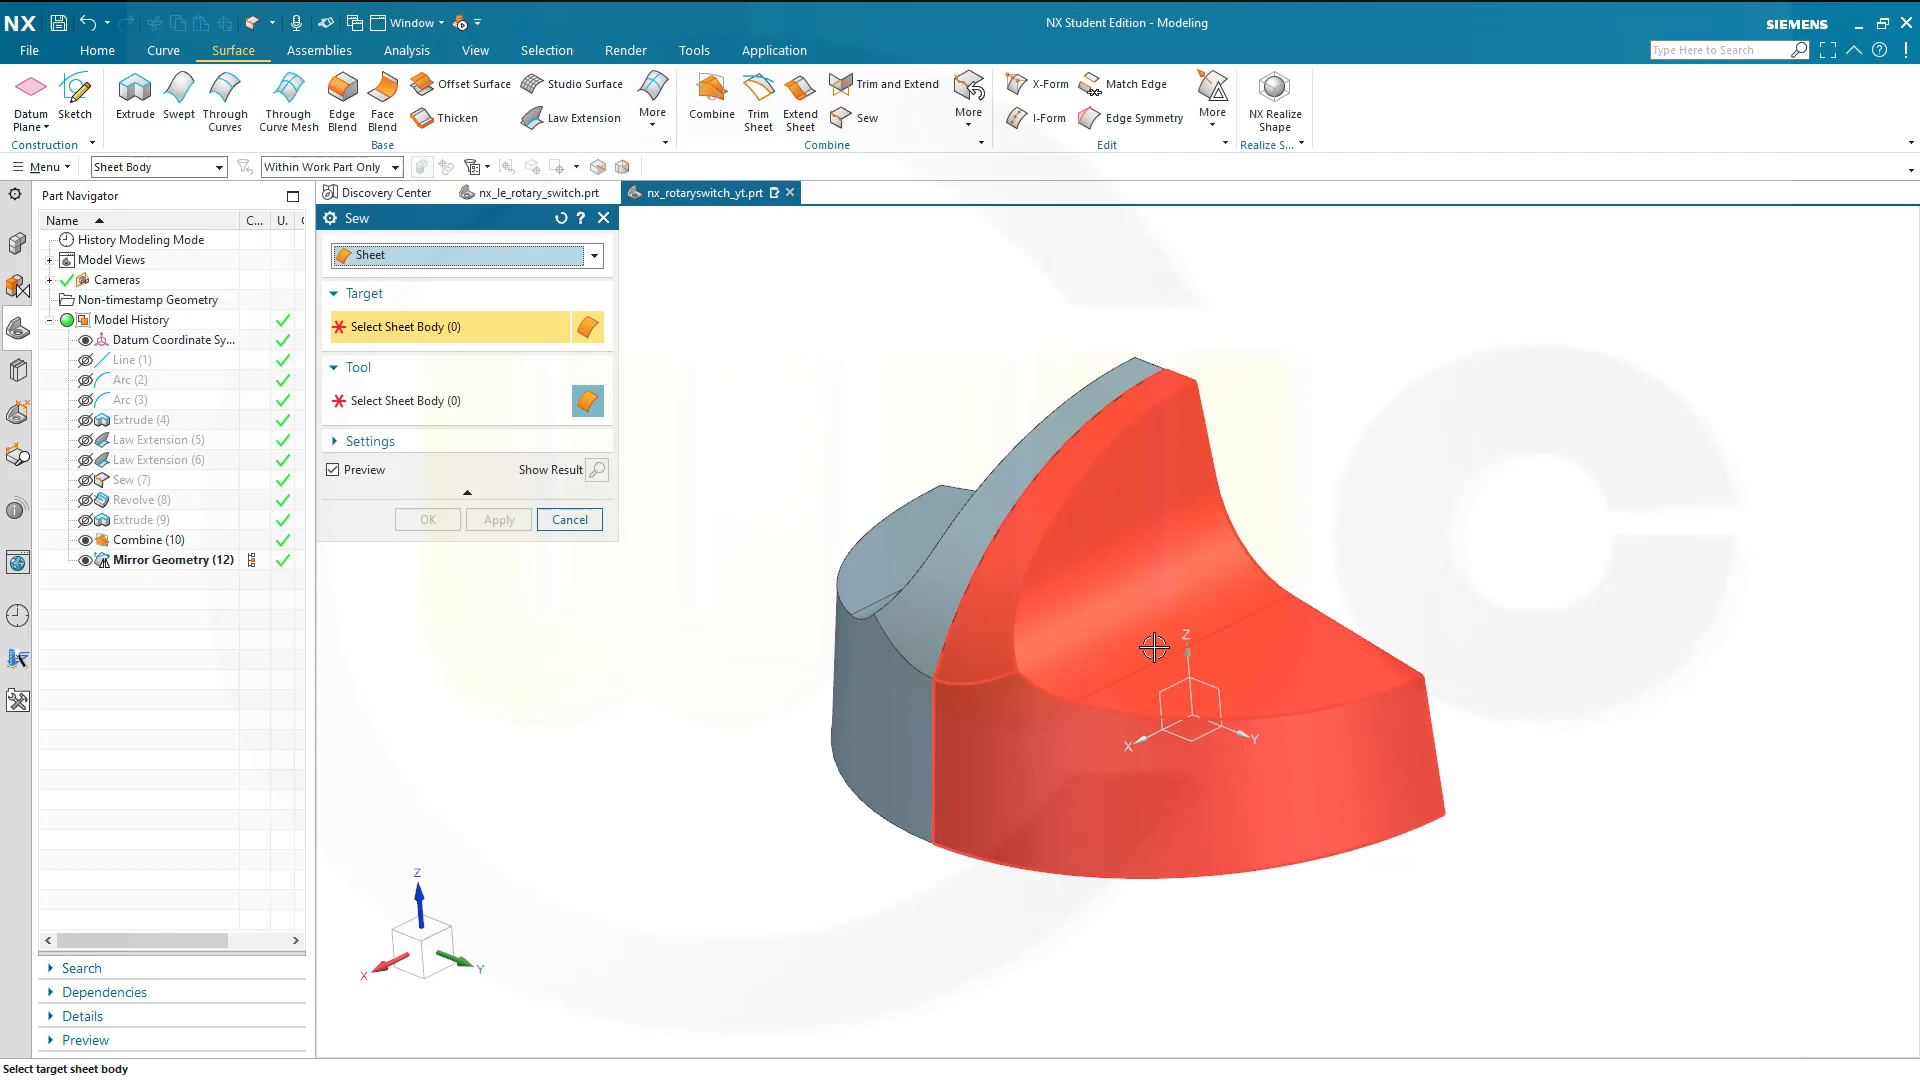 NX
Window
NX Student Edition - Modeling
SIEMENS
File
Home
Curve
Surface
Assemblies
Analysis
View
Selection
Render
Tools
Application
Type Here to Search
Datum
Plane
Sketch
Construction
Extrude
Swept
Through
Curves
Through
Curve Mesh
Edge
Blend
Face
Blend
Offset Surface
Thicken
Studio Surface
Law Extension
More
Base
Combine
Trim
Sheet
Extend
Sheet
Trim and Extend
Sew
More
Combine
X-Form
I-Form
Match Edge
Edge Symmetry
More
Edit
NX Realize
Shape
Realize S...
Menu
Sheet Body
Within Work Part Only
Part Navigator
Discovery Center
nx_le_rotary_switch.prt
nx_rotaryswitch_yt.prt
Name
C...
U.
History Modeling Mode
Model Views
Cameras
Non-timestamp Geometry
Model History
Datum Coordinate Sy...
Line (1)
Arc (2)
Arc (3)
Extrude (4)
Law Extension (5)
Law Extension (6)
Sew (7)
Revolve (8)
Extrude (9)
Combine (10)
Mirror Geometry (12)
Search
Dependencies
Details
Preview
Sew
Sheet
Target
Select Sheet Body (0)
Tool
Select Sheet Body (0)
Settings
Preview
Show Result
OK
Apply
Cancel
Z
X
Y
Z
X
Y
Select target sheet body